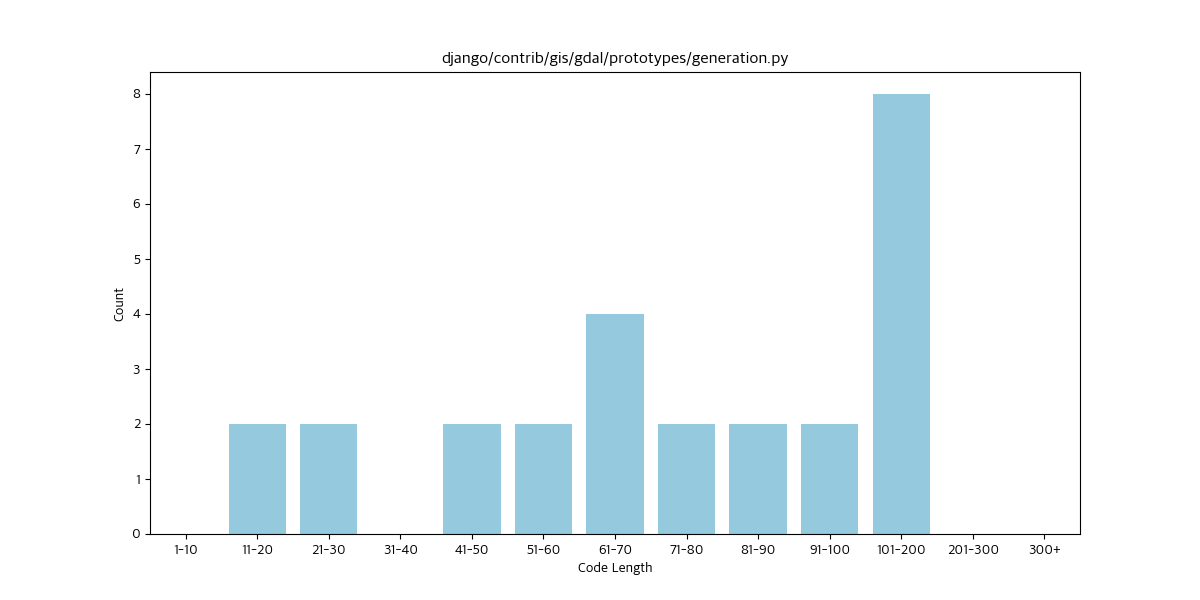 django/contrib/gis/gdal/prototypes/generation.py
8
7
6
5
4
3
2
1
0
Count
1-10 11-20 21-30 31-40 41-50 51-60 61-70 71-80 81-90 91-100 101-200 201-300 300+
Code Length